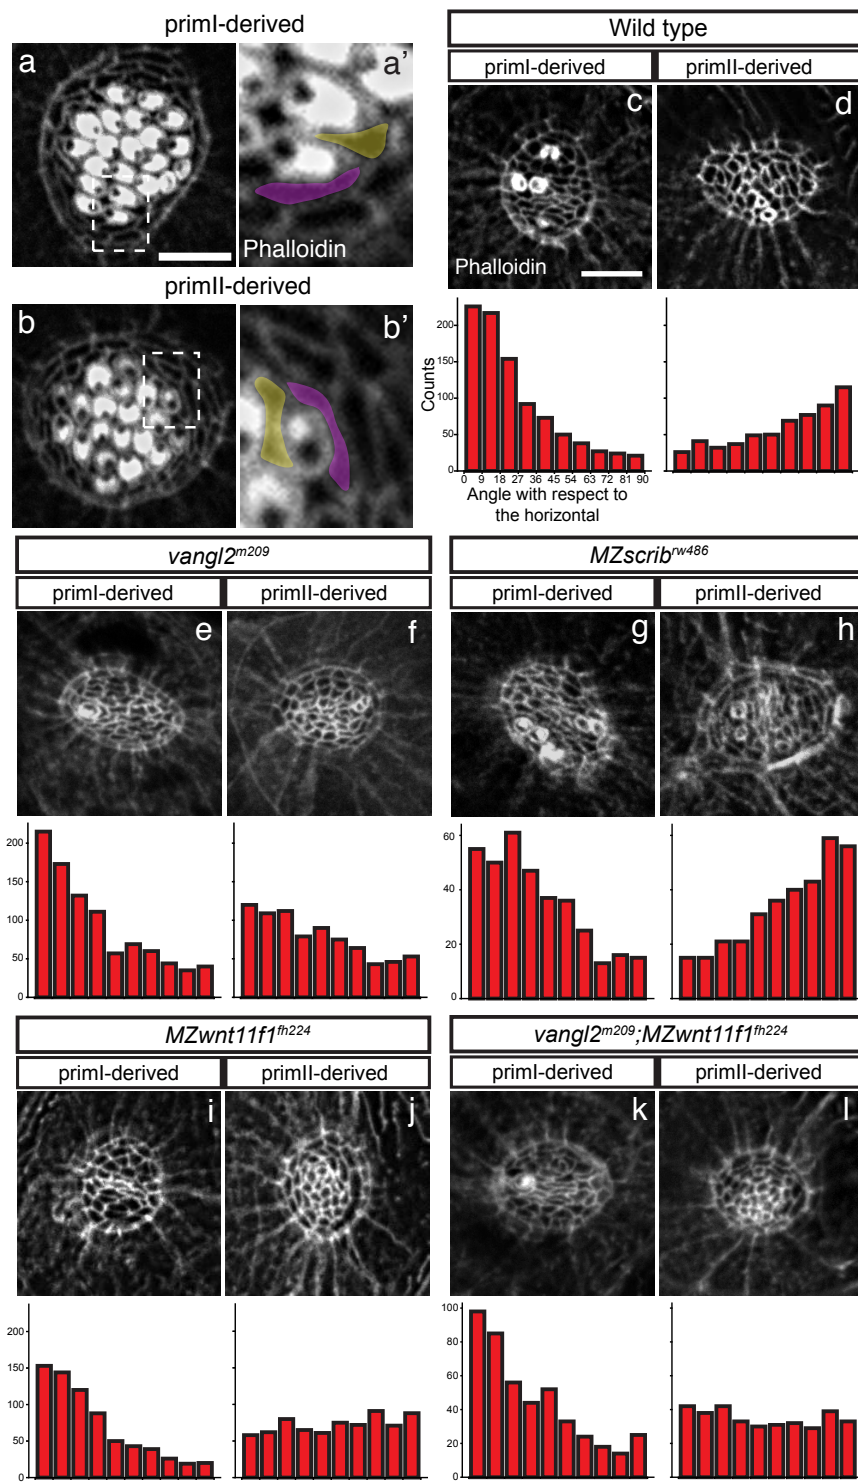 primI-derived
a
a'
Phalloidin
primII-derived
b
b'
Wild type
primI-derived
primII-derived
c
d
Phalloidin
200
150
100
50
0
Counts
0 9 18 27 36 45 54 63 72 81 90
Angle with respect to
the horizontal
vangl2m209
primI-derived
primII-derived
e
f
200
150
100
50
0
MZscribrw486
primI-derived
primII-derived
g
h
60
40
20
0
MZwnt11f1fh224
primI-derived
primII-derived
i
j
200
150
100
50
0
vangl2m209;MZwnt11f1fh224
primI-derived
primII-derived
k
l
100
80
60
40
20
0